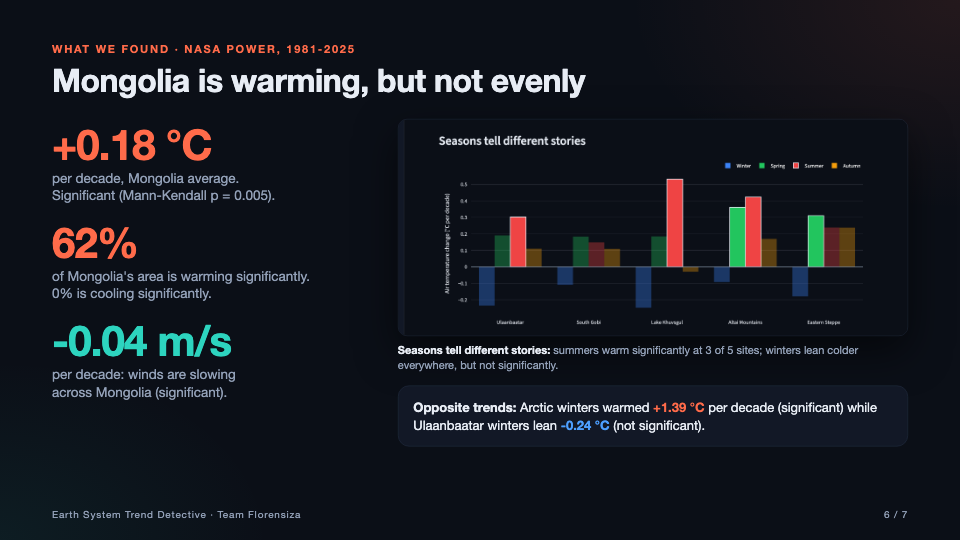 WHAT WE FOUND · NASA POWER, 1981-2025
Mongolia is warming, but not evenly
+0.18 °C
per decade, Mongolia average.
Significant (Mann-Kendall p = 0.005).
62%
of Mongolia's area is warming significantly.
0% is cooling significantly.
-0.04 m/s
per decade: winds are slowing
across Mongolia (significant).
Seasons tell different stories
Winter Spring Summer Autumn
Air temperature change (°C per decade)
0.5
0.4
0.3
0.2
0.1
0
−0.1
−0.2
Ulaanbaatar South Gobi Lake Khuvsgul Altai Mountains Eastern Steppe
Seasons tell different stories: summers warm significantly at 3 of 5 sites; winters lean colder
everywhere, but not significantly.
Opposite trends: Arctic winters warmed +1.39 °C per decade (significant) while
Ulaanbaatar winters lean -0.24 °C (not significant).
Earth System Trend Detective · Team Florensiza
6 / 7